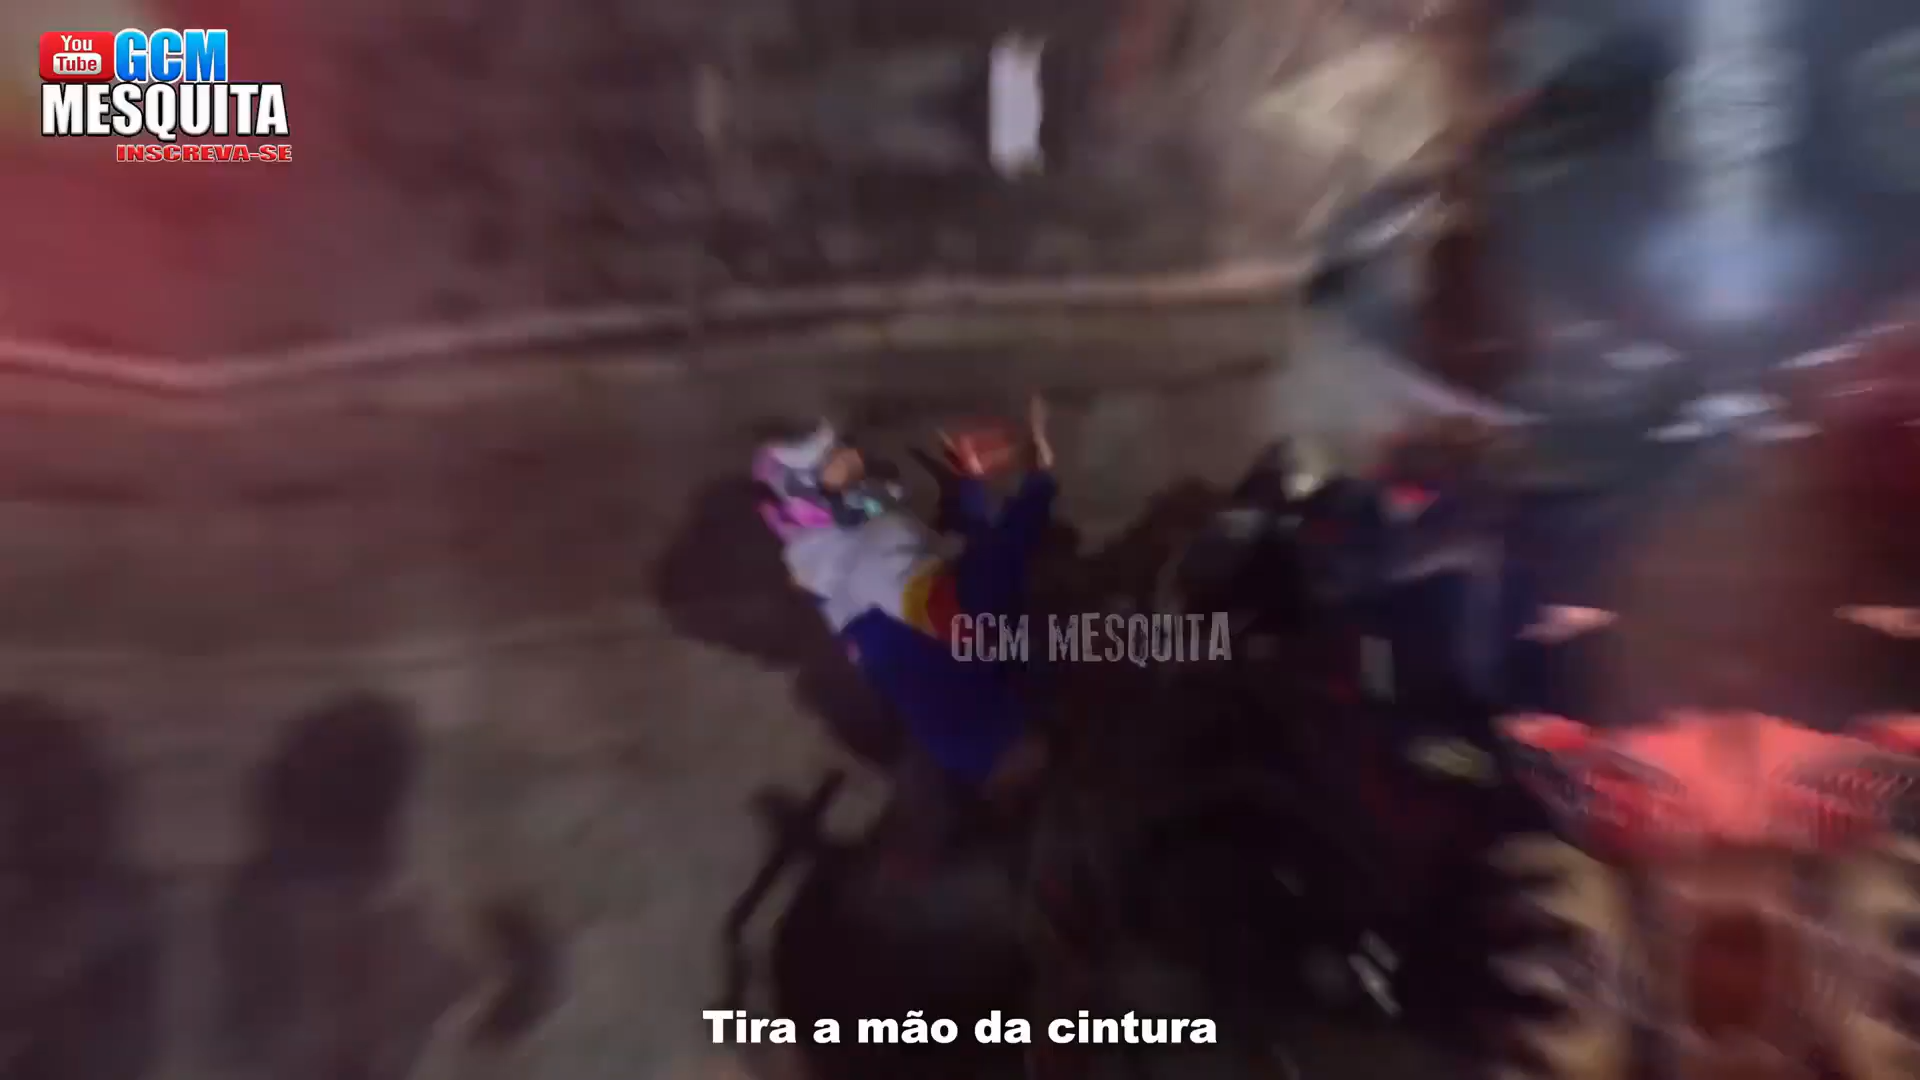 You
Tube
GCM
MESQUITA
INSCREVA-SE
GCM MESQUITA
Tira a mão da cintura